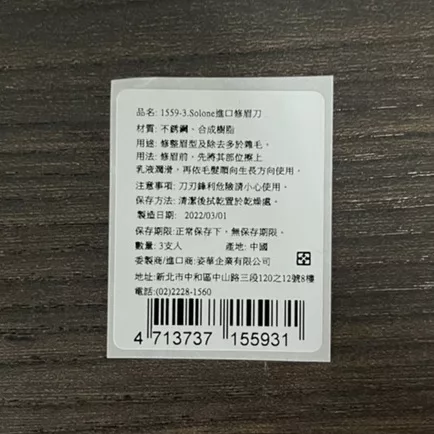 品名: 1559-3.Solone進口修眉刀
材質: 不銹鋼、合成樹脂
用途: 修整眉型及除去多於雜毛。
用法: 修眉前、先將其部位擦上
乳液潤滑，再依毛髮順向生長方向使用。
注意事項: 刀刃鋒利危險請小心使用。
保存方法: 清潔後拭乾置於乾燥處。
製造日期: 2022/03/01
保存期限:正常保存下，無保存期限。
數量: 3支入 產地: 中國
委製商/進口商: 姿華企業有限公司
地址:新北市中和區中山路三段120之12號8樓
電話:(02)2228-1560
4 713737 155931